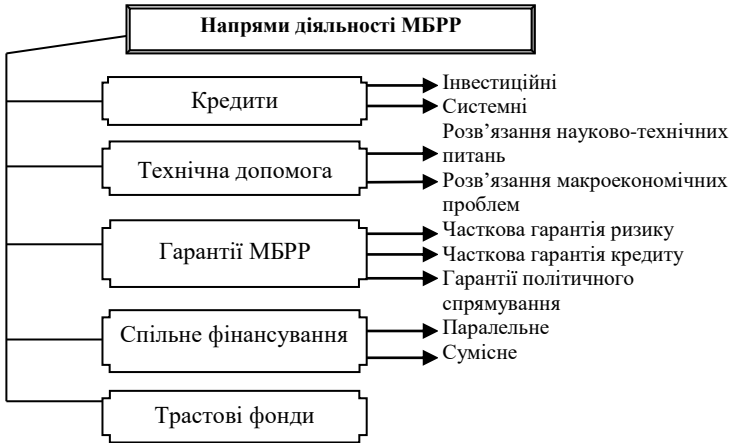 Напрями діяльності МБРР
Кредити
Інвестиційні
Системні
Технічна допомога
Розв’язання науково-технічних
питань
Розв’язання макроекономічних
проблем
Гарантії МБРР
Часткова гарантія ризику
Часткова гарантія кредиту
Гарантії політичного
спрямування
Спільне фінансування
Паралельне
Сумісне
Трастові фонди